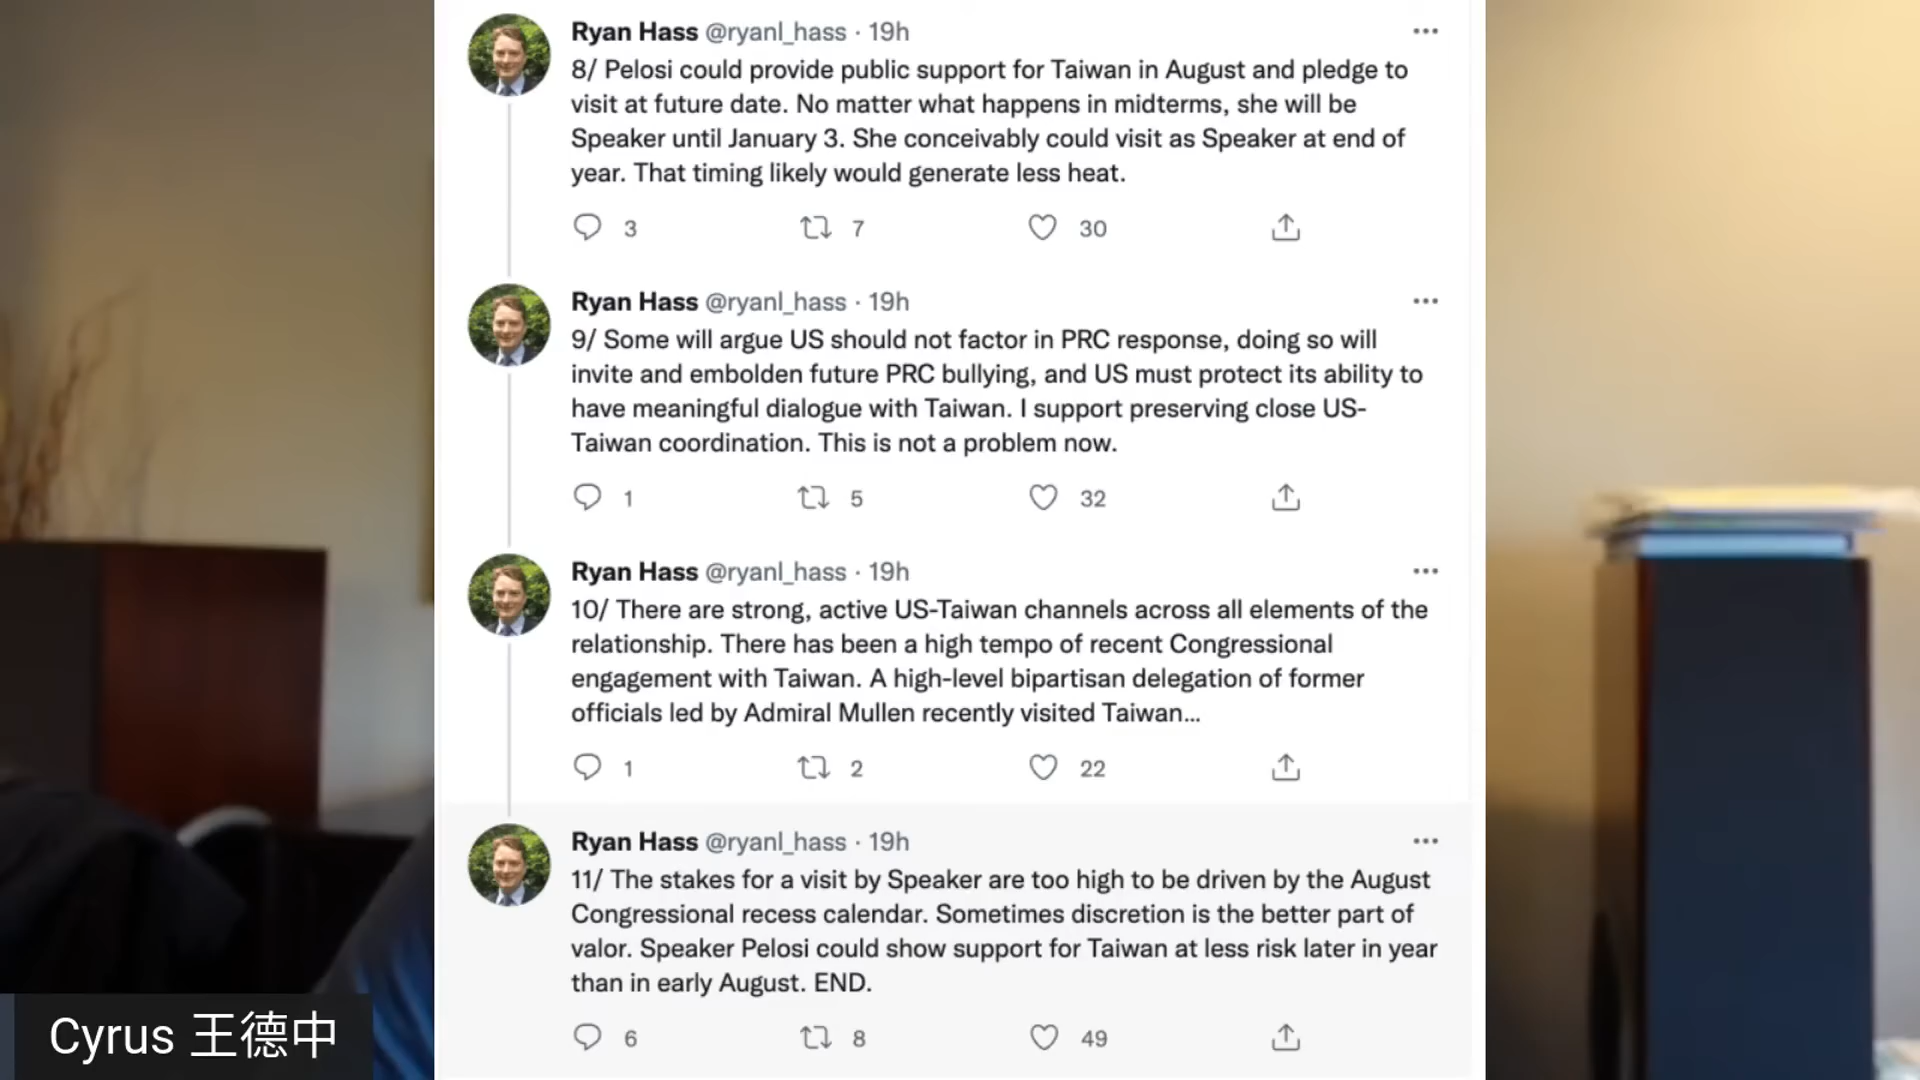 Ryan Hass @ryanl_hass · 19h
8/ Pelosi could provide public support for Taiwan in August and pledge to
visit at future date. No matter what happens in midterms, she will be
Speaker until January 3. She conceivably could visit as Speaker at end of
year. That timing likely would generate less heat.
3 7 30
Ryan Hass @ryanl_hass · 19h
9/ Some will argue US should not factor in PRC response, doing so will
invite and embolden future PRC bullying, and US must protect its ability to
have meaningful dialogue with Taiwan. I support preserving close US-
Taiwan coordination. This is not a problem now.
1 5 32
Ryan Hass @ryanl_hass · 19h
10/ There are strong, active US-Taiwan channels across all elements of the
relationship. There has been a high tempo of recent Congressional
engagement with Taiwan. A high-level bipartisan delegation of former
officials led by Admiral Mullen recently visited Taiwan...
1 2 22
Ryan Hass @ryanl_hass · 19h
11/ The stakes for a visit by Speaker are too high to be driven by the August
Congressional recess calendar. Sometimes discretion is the better part of
valor. Speaker Pelosi could show support for Taiwan at less risk later in year
than in early August. END.
6 8 49
Cyrus 王德中